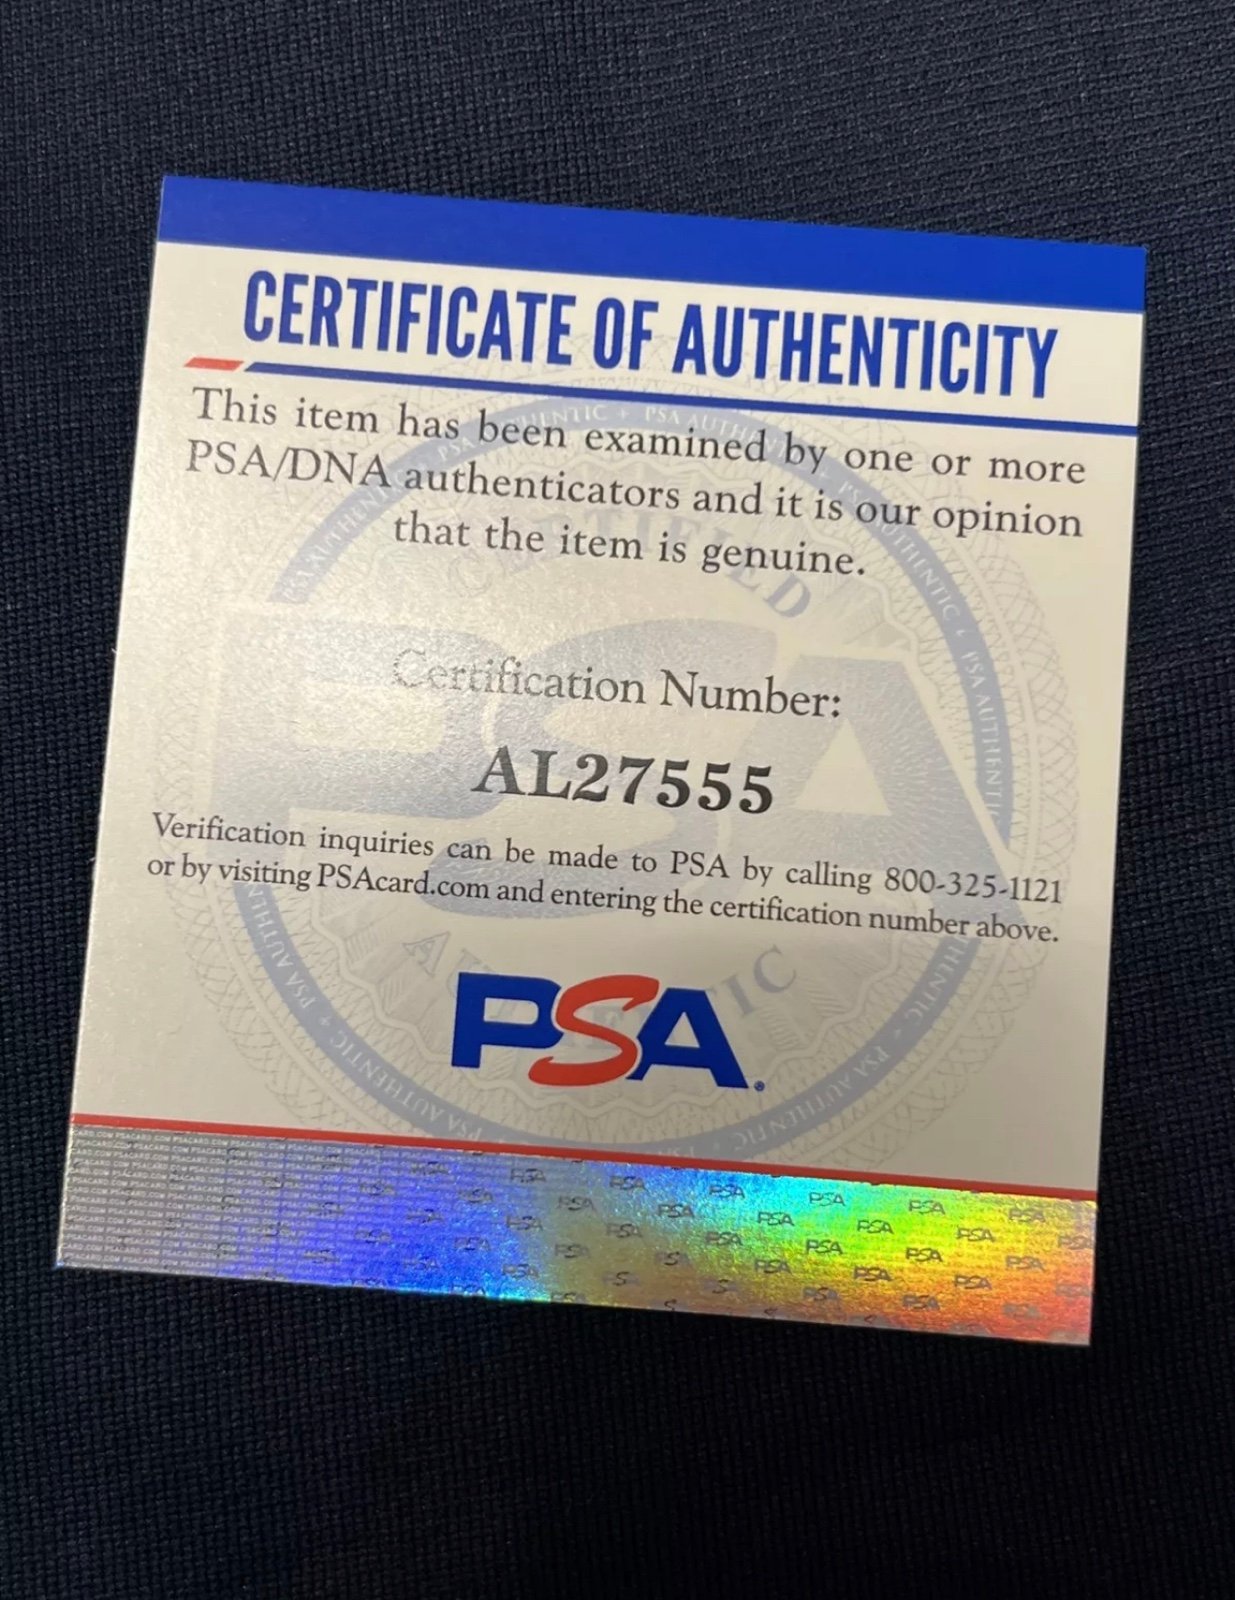 CERTIFICATE OF AUTHENTICITY
This item has been examined by one or more
PSA/DNA authenticators and it is our opinion
that the item is genuine.
CERTIFIED
Certification Number:
AL27555
Verification inquiries can be made to PSA by calling 800-325-1121
or by visiting PSAcard.com and entering the certification number above.
PSA